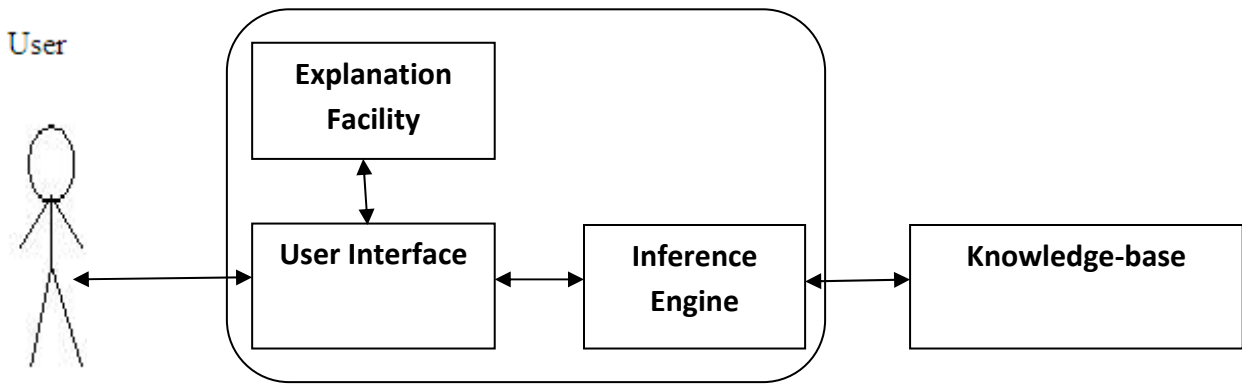 User
Explanation
Facility
User Interface
Inference
Engine
Knowledge-base